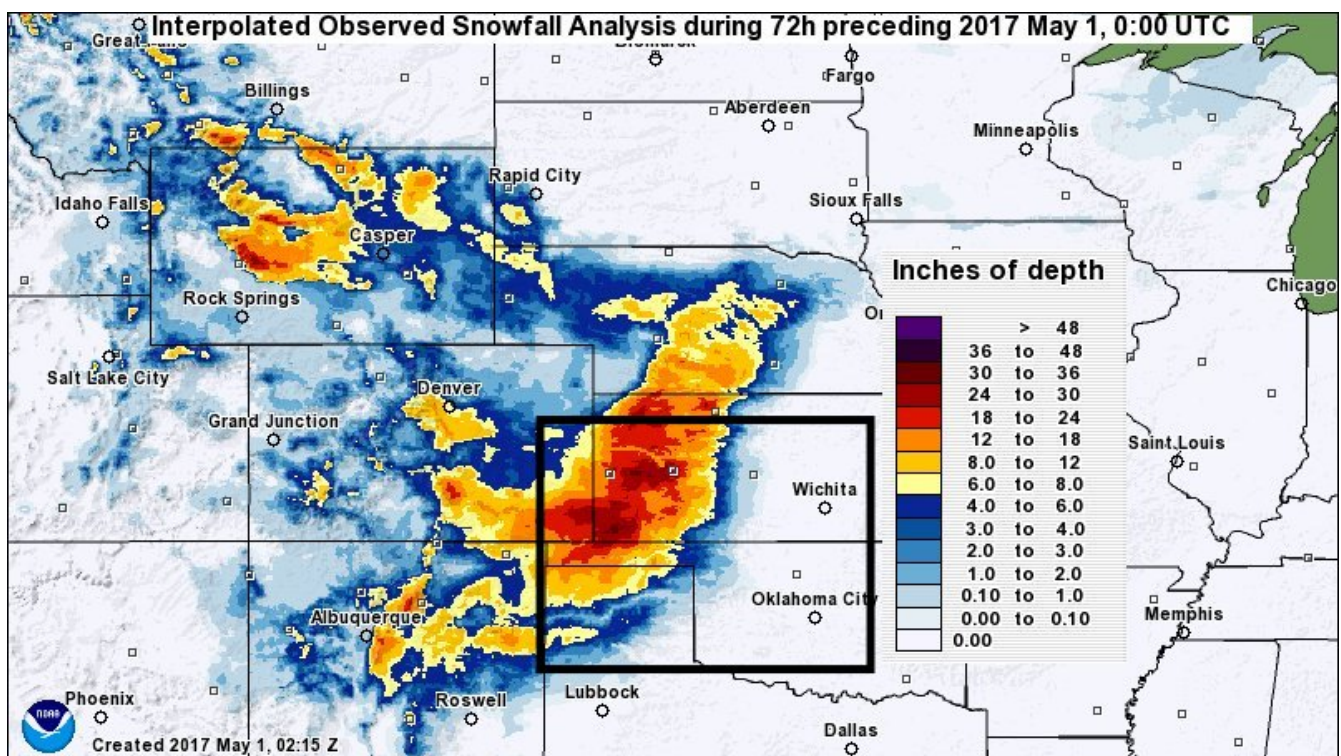 Interpolated Observed Snowfall Analysis during 72h preceding 2017 May 1, 0:00 UTC
Fargo
Billings
Aberdeen
Minneapolis
Rapid City
Idaho Falls
Sioux Falls
Casper
Inches of depth
Rock Springs
Chicago
> 48
36 to 48
30 to 36
24 to 30
18 to 24
12 to 18
8.0 to 12
6.0 to 8.0
4.0 to 6.0
3.0 to 4.0
2.0 to 3.0
1.0 to 2.0
0.10 to 1.0
0.00 to 0.10
0.00
Salt Lake City
Denver
Grand Junction
Saint Louis
Wichita
Oklahoma City
Albuquerque
Memphis
Phoenix
Roswell
Lubbock
Dallas
NOAA
Created 2017 May 1, 02:15 Z